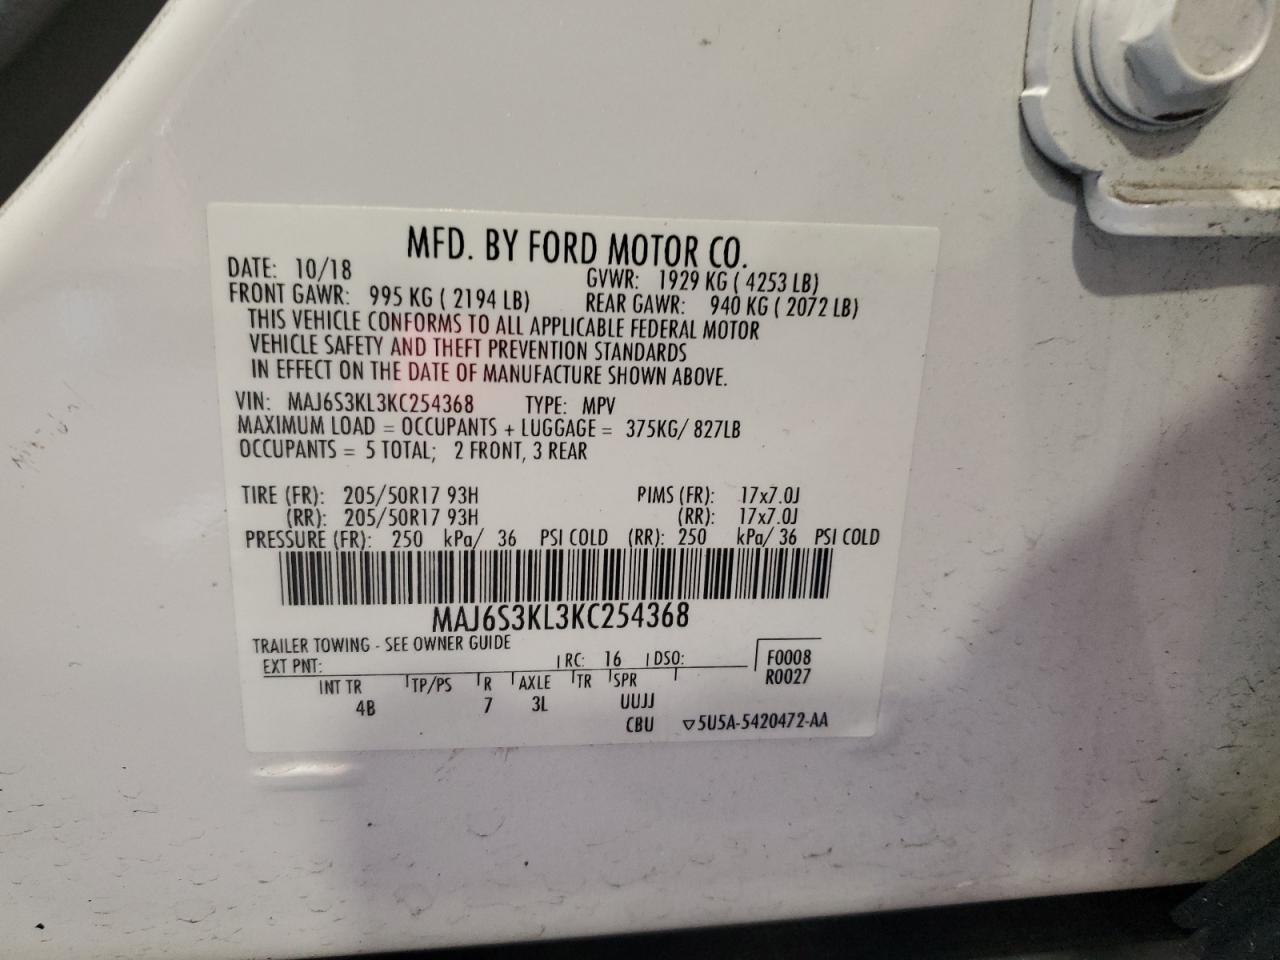 MFD. BY FORD MOTOR CO.
DATE: 10/18 GVWR: 1929 KG ( 4253 LB)
FRONT GAWR: 995 KG ( 2194 LB) REAR GAWR: 940 KG ( 2072 LB)
THIS VEHICLE CONFORMS TO ALL APPLICABLE FEDERAL MOTOR
VEHICLE SAFETY AND THEFT PREVENTION STANDARDS
IN EFFECT ON THE DATE OF MANUFACTURE SHOWN ABOVE.
VIN: MAJ6S3KL3KC254368 TYPE: MPV
MAXIMUM LOAD = OCCUPANTS + LUGGAGE = 375KG/ 827LB
OCCUPANTS = 5 TOTAL; 2 FRONT, 3 REAR
TIRE (FR): 205/50R17 93H PIMS (FR): 17x7.0J
(RR): 205/50R17 93H (RR): 17x7.0J
PRESSURE (FR): 250 kPa/ 36 PSI COLD (RR): 250 kPa/ 36 PSI COLD
MAJ6S3KL3KC254368
TRAILER TOWING - SEE OWNER GUIDE
EXT PNT: RC: 16 DSO: F0008
R0027
INT TR TP/PS R AXLE TR SPR
4B 7 3L UUJJ
CBU ▽5U5A-5420472-AA